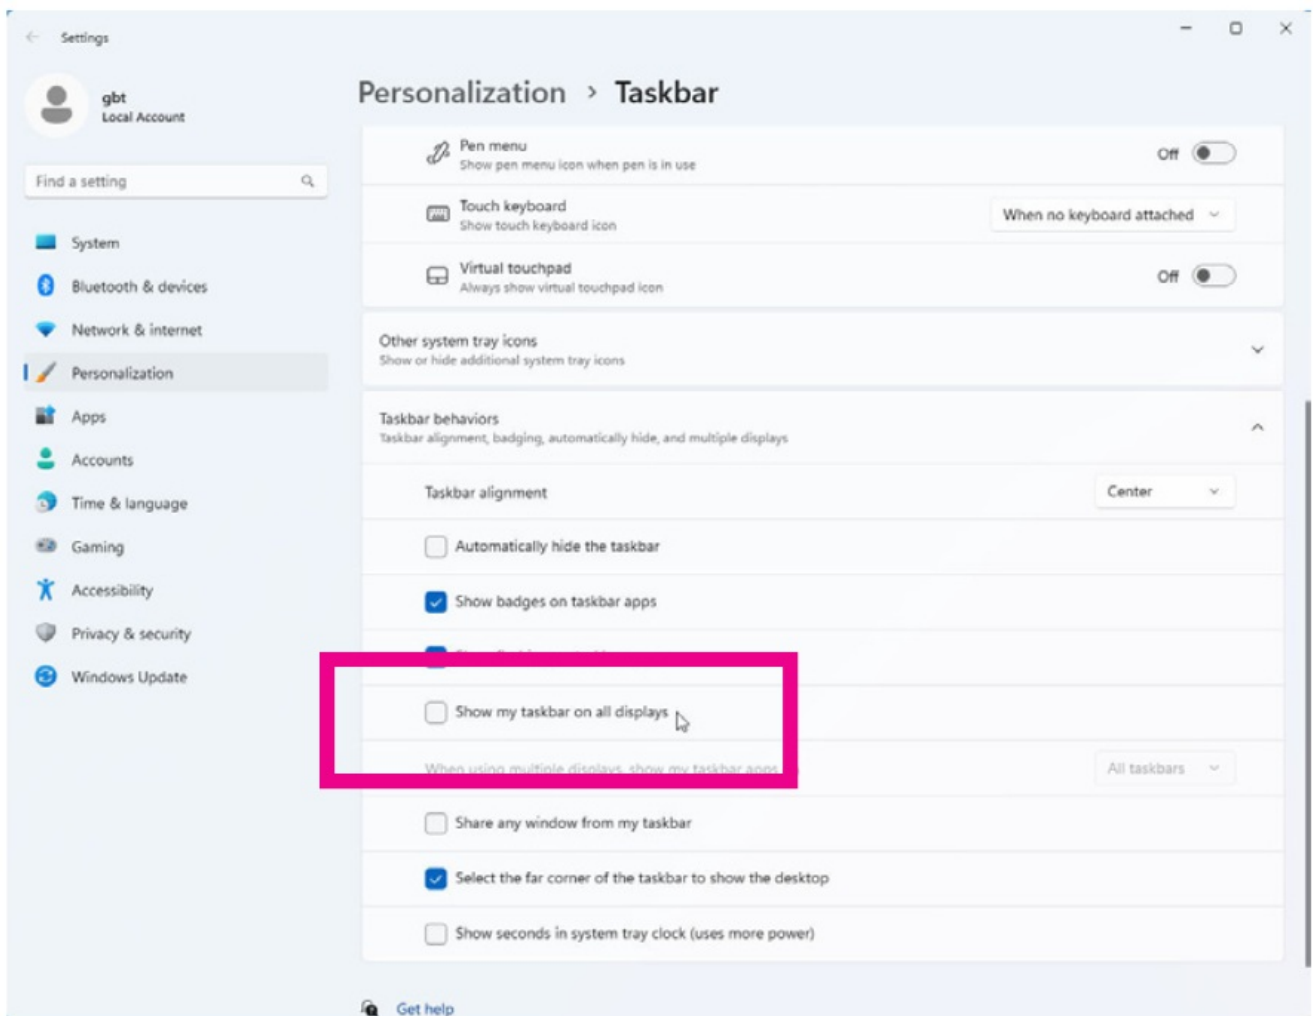 Settings
gbt
Local Account
Find a setting
System
Bluetooth & devices
Network & internet
Personalization
Apps
Accounts
Time & language
Gaming
Accessibility
Privacy & security
Windows Update
Personalization > Taskbar
Pen menu
Show pen menu icon when pen is in use
Off
Touch keyboard
Show touch keyboard icon
When no keyboard attached
Virtual touchpad
Always show virtual touchpad icon
Off
Other system tray icons
Show or hide additional system tray icons
Taskbar behaviors
Taskbar alignment, badging, automatically hide, and multiple displays
Taskbar alignment
Center
Automatically hide the taskbar
Show badges on taskbar apps
Show my taskbar on all displays
When using multiple displays, show my taskbar apps
All taskbars
Share any window from my taskbar
Select the far corner of the taskbar to show the desktop
Show seconds in system tray clock (uses more power)
Get help